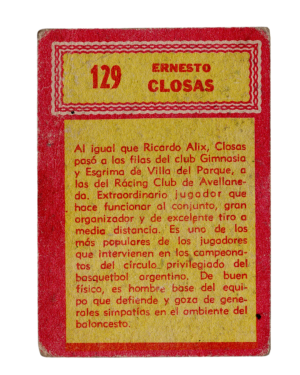 129
ERNESTO
CLOSAS
Al igual que Ricardo Alix, Closas
pasó a las filas del club Gimnasia
y Esgrima de Villa del Parque, a
las del Rácing Club de Avellane-
da. Extraordinario jugador que
hace funcionar al conjunto, gran
organizador y de excelente tiro a
media distancia. Es uno de los
más populares de los jugadores
que intervienen en los campeona-
tos del círculo privilegiado del
basquetbol argentino. De buen
físico, es hombre base del equi-
po que defiende y goza de gene-
rales simpatías en el ambiente del
baloncesto.